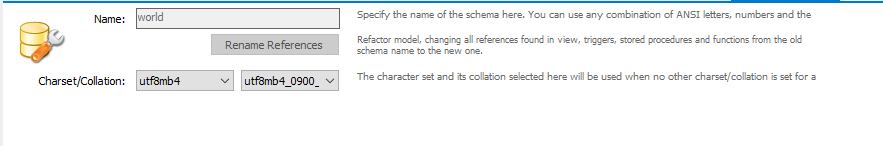 Name:
world
Specify the name of the schema here. You can use any combination of ANSI letters, numbers and the
Rename References
Refactor model, changing all references found in view, triggers, stored procedures and functions from the old
schema name to the new one.
Charset/Collation:
utf8mb4
utf8mb4_0900_
The character set and its collation selected here will be used when no other charset/collation is set for a